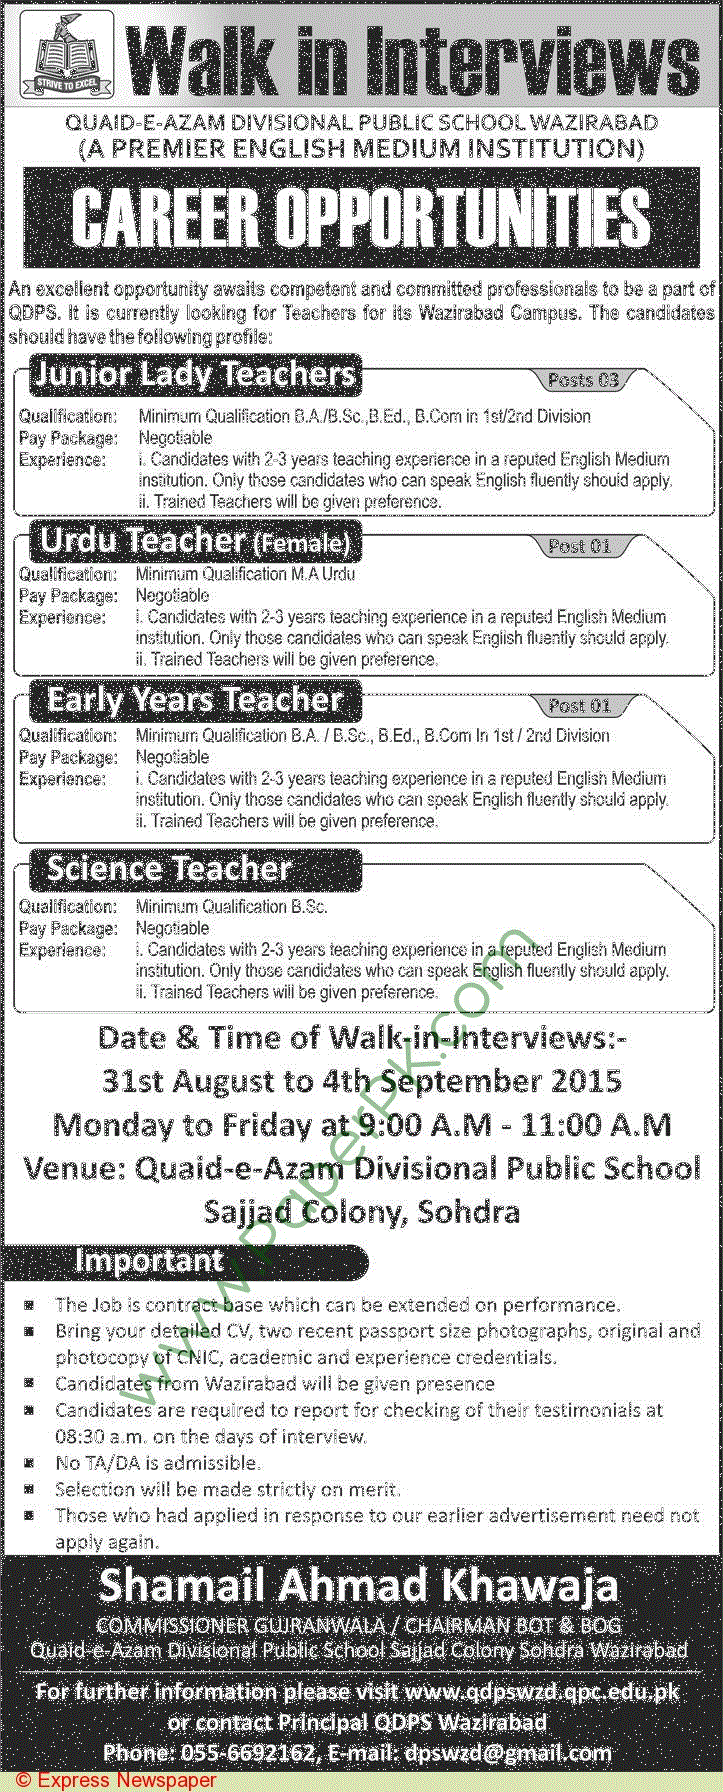 STRIVE TO EXCEL
Walk in Interviews
QUAID-E-AZAM DIVISIONAL PUBLIC SCHOOL WAZIRABAD
(A PREMIER ENGLISH MEDIUM INSTITUTION)
CAREER OPPORTUNITIES
An excellent opportunity awaits competent and committed professionals to be a part of
QDPS. It is currently looking for Teachers for its Wazirabad Campus. The candidates
should have the following profile:
Junior Lady Teachers
Posts 03
Qualification: Minimum Qualification B.A./B.Sc.,B.Ed., B.Com in 1st/2nd Division
Pay Package: Negotiable
Experience: i. Candidates with 2-3 years teaching experience in a reputed English Medium
institution. Only those candidates who can speak English fluently should apply.
ii. Trained Teachers will be given preference.
Urdu Teacher (Female)
Post 01
Qualification: Minimum Qualification M.A Urdu
Pay Package: Negotiable
Experience: i. Candidates with 2-3 years teaching experience in a reputed English Medium
institution. Only those candidates who can speak English fluently should apply.
ii. Trained Teachers will be given preference.
Early Years Teacher
Post 01
Qualification: Minimum Qualification B.A. / B.Sc., B.Ed., B.Com In 1st / 2nd Division
Pay Package: Negotiable
Experience: i. Candidates with 2-3 years teaching experience in a reputed English Medium
institution. Only those candidates who can speak English fluently should apply.
ii. Trained Teachers will be given preference.
Science Teacher
Qualification: Minimum Qualification B.Sc.
Pay Package: Negotiable
Experience: i. Candidates with 2-3 years teaching experience in a reputed English Medium
institution. Only those candidates who can speak English fluently should apply.
ii. Trained Teachers will be given preference.
Date & Time of Walk-in-Interviews:-
31st August to 4th September 2015
Monday to Friday at 9:00 A.M - 11:00 A.M
Venue: Quaid-e-Azam Divisional Public School
Sajjad Colony, Sohdra
www.PaperPk.com
Important
The Job is contract base which can be extended on performance.
Bring your detailed CV, two recent passport size photographs, original and
photocopy of CNIC, academic and experience credentials.
Candidates from Wazirabad will be given presence
Candidates are required to report for checking of their testimonials at
08:30 a.m. on the days of interview.
No TA/DA is admissible.
Selection will be made strictly on merit.
Those who had applied in response to our earlier advertisement need not
apply again.
Shamail Ahmad Khawaja
COMMISSIONER GUJRANWALA / CHAIRMAN BOT & BOG
Quaid-e-Azam Divisional Public School Sajjad Colony Sohdra Wazirabad
For further information please visit www.qdpswzd.qpc.edu.pk
or contact Principal QDPS Wazirabad
Phone: 055-6692162, E-mail: dpswzd@gmail.com
© Express Newspaper